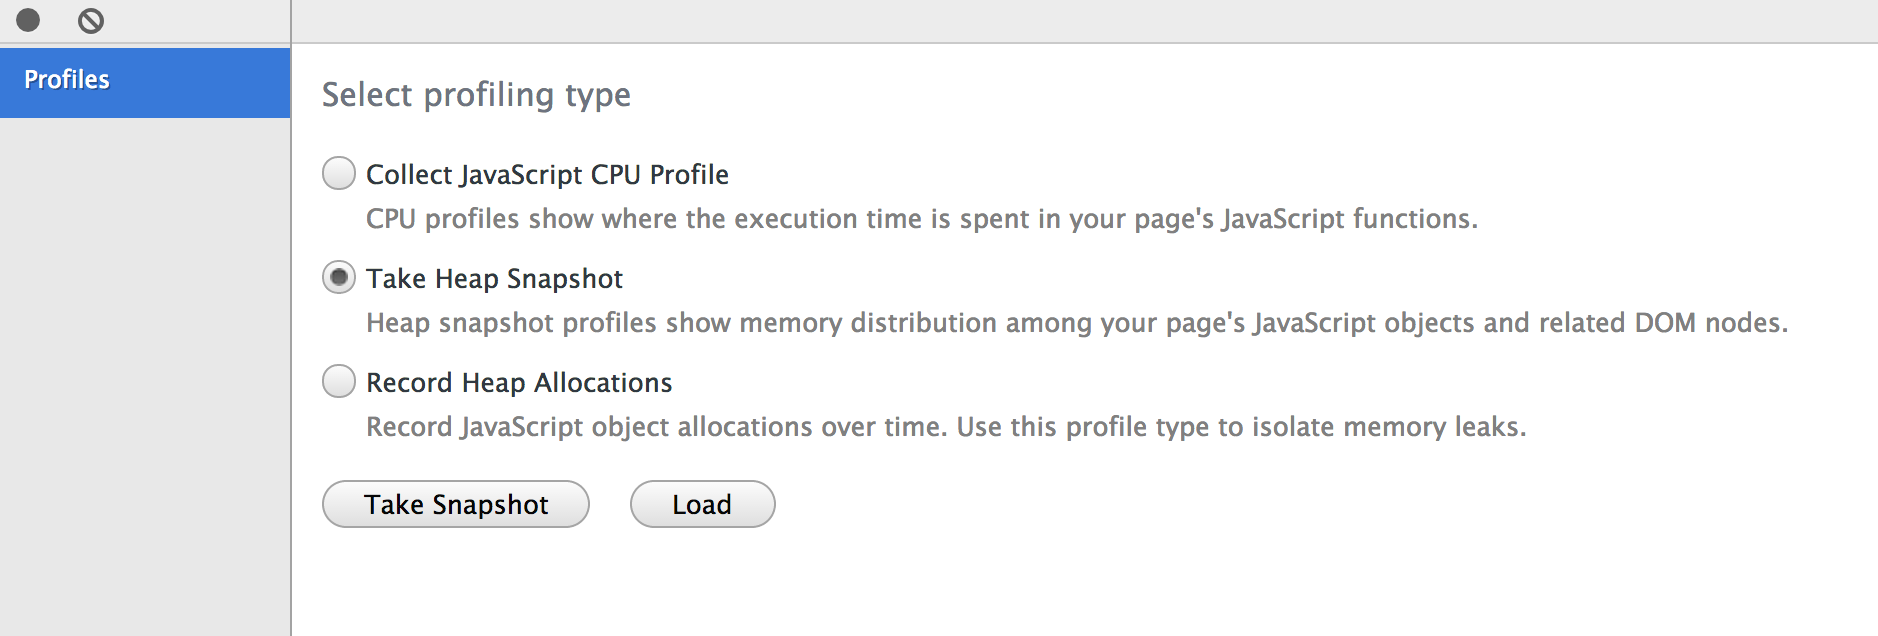 Profiles
Select profiling type
Collect JavaScript CPU Profile
CPU profiles show where the execution time is spent in your page's JavaScript functions.
Take Heap Snapshot
Heap snapshot profiles show memory distribution among your page's JavaScript objects and related DOM nodes.
Record Heap Allocations
Record JavaScript object allocations over time. Use this profile type to isolate memory leaks.
Take Snapshot
Load